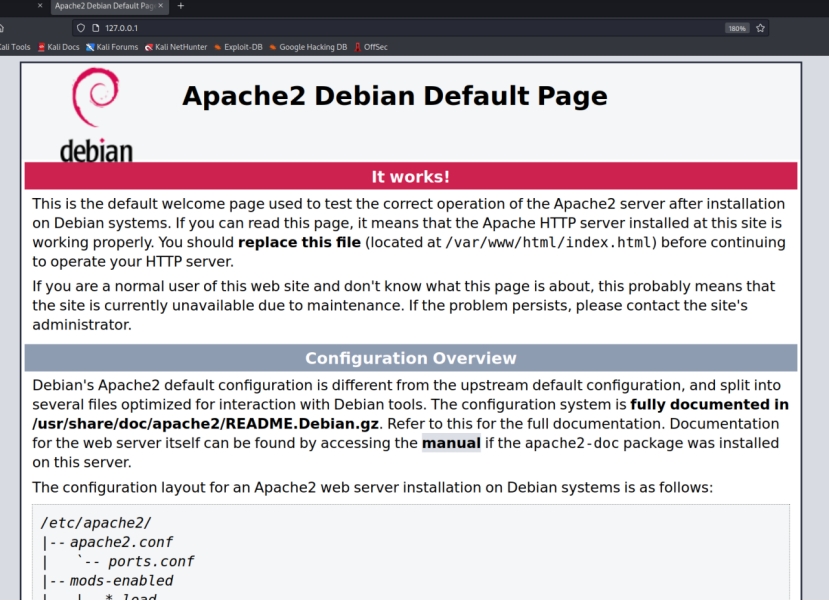 Apache2 Debian Default Pag
127.0.0.1
180%
Kali Tools Kali Docs Kali Forums Kali NetHunter Exploit-DB Google Hacking DB OffSec
debian
Apache2 Debian Default Page
It works!
This is the default welcome page used to test the correct operation of the Apache2 server after installation
on Debian systems. If you can read this page, it means that the Apache HTTP server installed at this site is
working properly. You should replace this file (located at /var/www/html/index.html) before continuing
to operate your HTTP server.
If you are a normal user of this web site and don't know what this page is about, this probably means that
the site is currently unavailable due to maintenance. If the problem persists, please contact the site's
administrator.
Configuration Overview
Debian's Apache2 default configuration is different from the upstream default configuration, and split into
several files optimized for interaction with Debian tools. The configuration system is fully documented in
/usr/share/doc/apache2/README.Debian.gz. Refer to this for the full documentation. Documentation
for the web server itself can be found by accessing the manual if the apache2-doc package was installed
on this server.
The configuration layout for an Apache2 web server installation on Debian systems is as follows:
/etc/apache2/
|-- apache2.conf
|   `-- ports.conf
|-- mods-enabled
|   |-- *.load